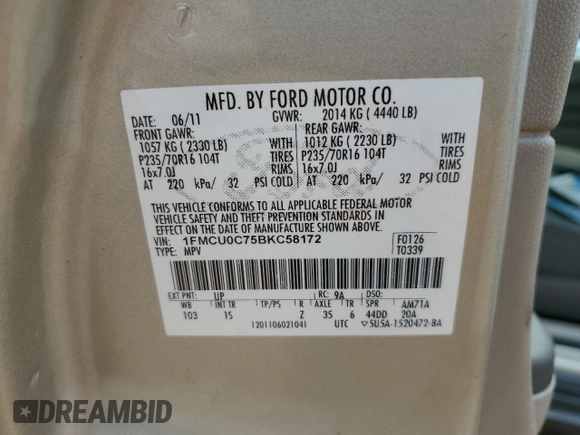 MFD. BY FORD MOTOR CO.
DATE: 06/11 GVWR: 2014 KG ( 4440 LB)
FRONT GAWR: REAR GAWR:
1057 KG ( 2330 LB) WITH 1012 KG ( 2230 LB) WITH
P235/70R16 104T TIRES P235/70R16 104T TIRES
16x7.0J RIMS 16x7.0J RIMS
AT 220 kPa/ 32 PSI COLD AT 220 kPa/ 32 PSI COLD
THIS VEHICLE CONFORMS TO ALL APPLICABLE FEDERAL MOTOR
VEHICLE SAFETY AND THEFT PREVENTION STANDARDS IN
EFFECT ON THE DATE OF MANUFACTURE SHOWN ABOVE.
VIN: 1FMCU0C75BKC58172 F0126
TYPE: MPV T0339
EXT PNT: UP RC: 9A DSO:
WB INT TR TP/PS R AXLE TR SPR AM71A
103 IS Z 35 6 44DD 20A
1201106021041 UTC ▽5U5A-1520472-BA
DREAMBID